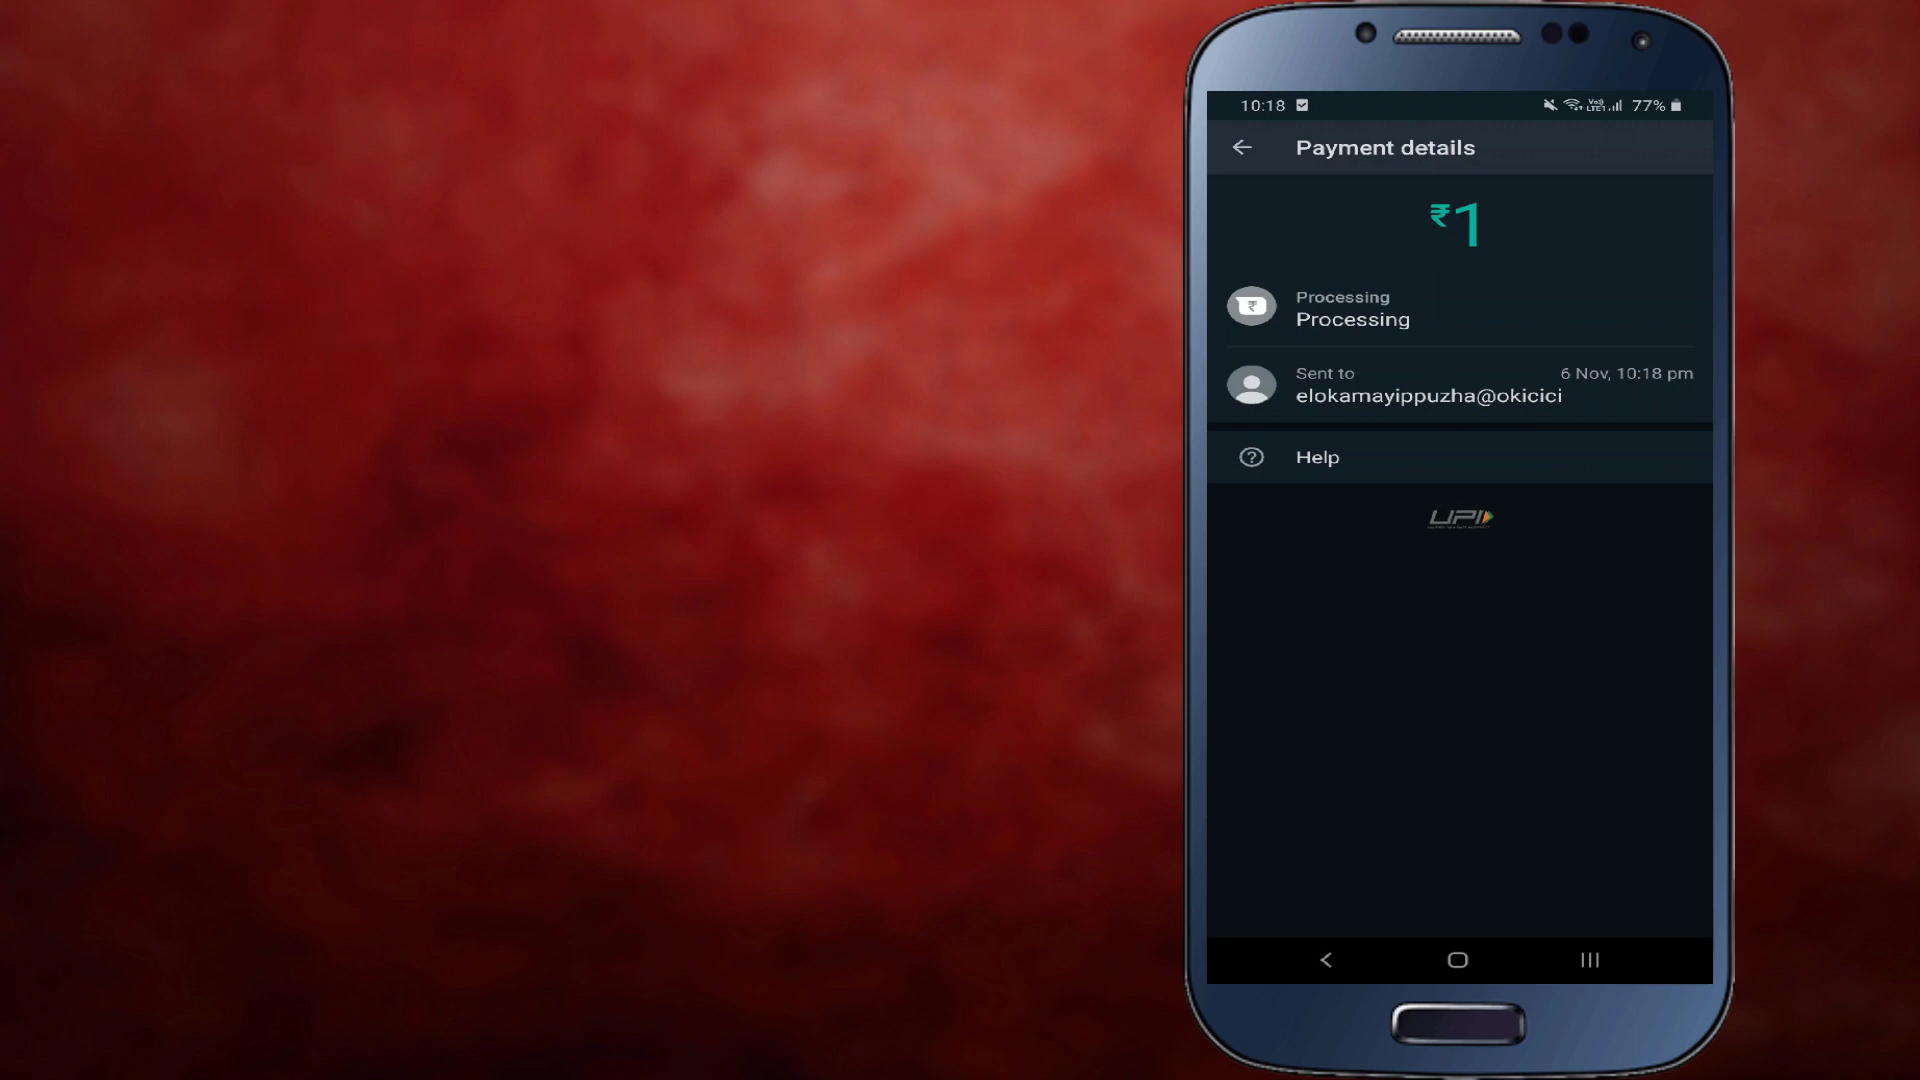 10:18 77%
Payment details
₹1
Processing
Processing
Sent to 6 Nov, 10:18 pm
elokamayippuzha@okicici
Help
UPI